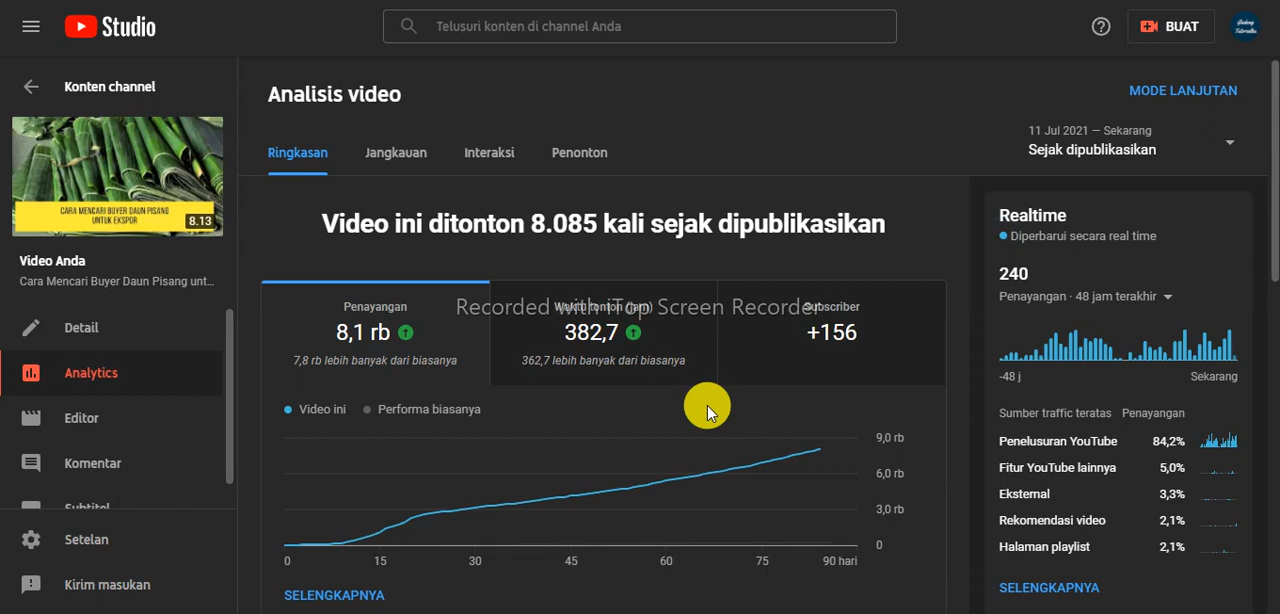 Studio
Telusuri konten di channel Anda
BUAT
Konten channel
CARA MENCARI BUYER DAUN PISANG
UNTUK EKSPOR
8.13
Video Anda
Cara Mencari Buyer Daun Pisang unt...
Detail
Analytics
Editor
Komentar
Subtitel
Setelan
Kirim masukan
Analisis video
MODE LANJUTAN
Ringkasan
Jangkauan
Interaksi
Penonton
11 Jul 2021 – Sekarang
Sejak dipublikasikan
Video ini ditonton 8.085 kali sejak dipublikasikan
Penayangan
8,1 rb
7,8 rb lebih banyak dari biasanya
Waktu tonton (jam)
382,7
362,7 lebih banyak dari biasanya
Subscriber
+156
Recorded with iTop Screen Recorder
Video ini
Performa biasanya
9,0 rb
6,0 rb
3,0 rb
0
0 15 30 45 60 75 90 hari
SELENGKAPNYA
Realtime
Diperbarui secara real time
240
Penayangan · 48 jam terakhir
-48 j Sekarang
Sumber traffic teratas Penayangan
Penelusuran YouTube 84,2%
Fitur YouTube lainnya 5,0%
Eksternal 3,3%
Rekomendasi video 2,1%
Halaman playlist 2,1%
SELENGKAPNYA